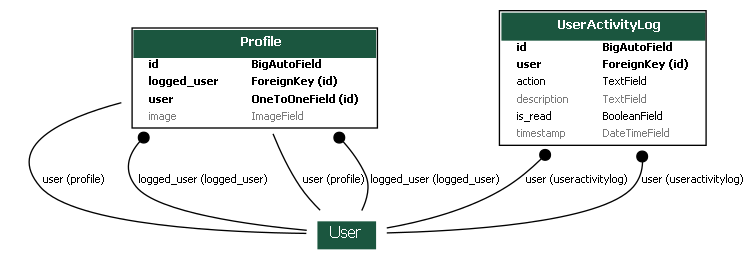 Profile
id BigAutoField
logged_user ForeignKey (id)
user OneToOneField (id)
image ImageField
UserActivityLog
id BigAutoField
user ForeignKey (id)
action TextField
description TextField
is_read BooleanField
timestamp DateTimeField
user (profile)
logged_user (logged_user)
user (profile)
logged_user (logged_user)
user (useractivitylog)
user (useractivitylog)
User